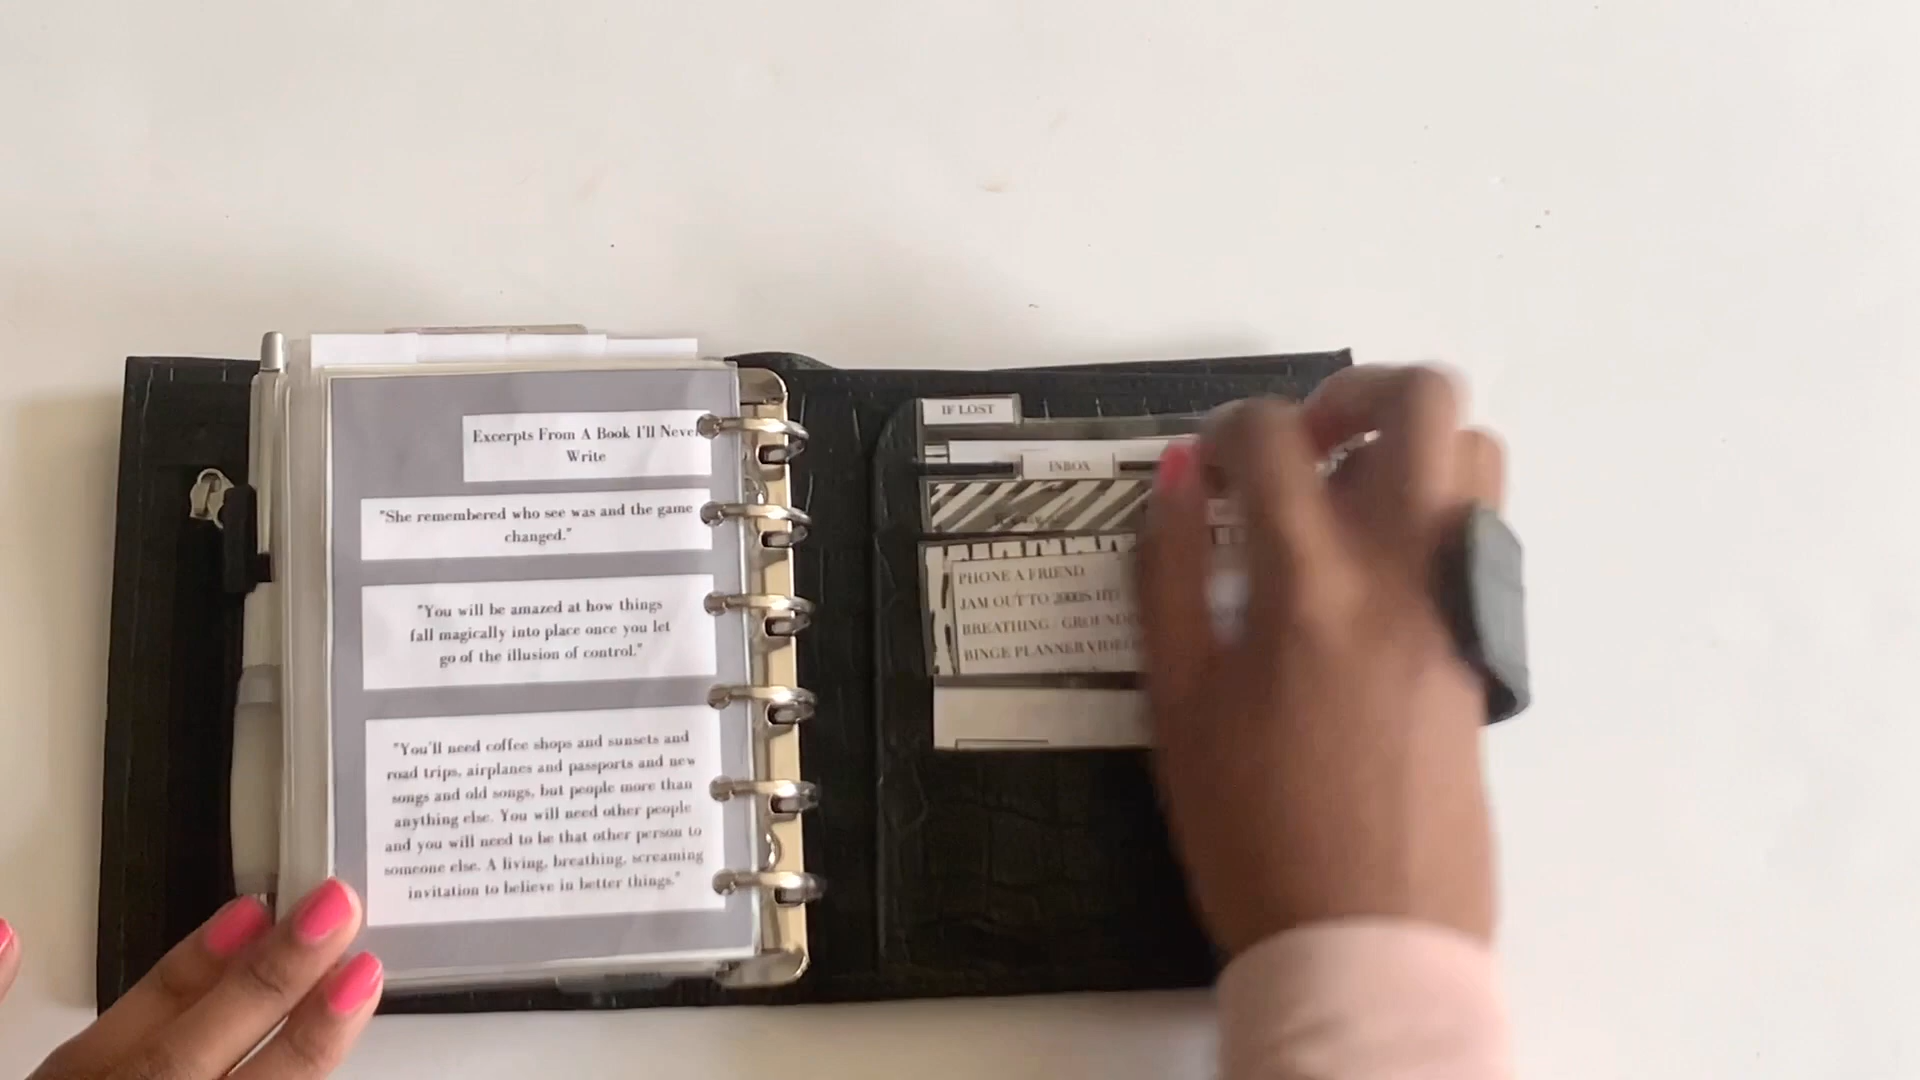 Excerpts From A Book I'll Never
Write
"She remembered who see was and the game
changed."
"You will be amazed at how things
fall magically into place once you let
go of the illusion of control."
"You'll need coffee shops and sunsets and
road trips, airplanes and passports and new
songs and old songs, but people more than
anything else. You will need other people
and you will need to be that other person to
someone else. A living, breathing, screaming
invitation to believe in better things."
IF LOST
INBOX
PHONE A FRIEND
JAM OUT TO 2000S
BREATHING / 
BINGE PLANNER